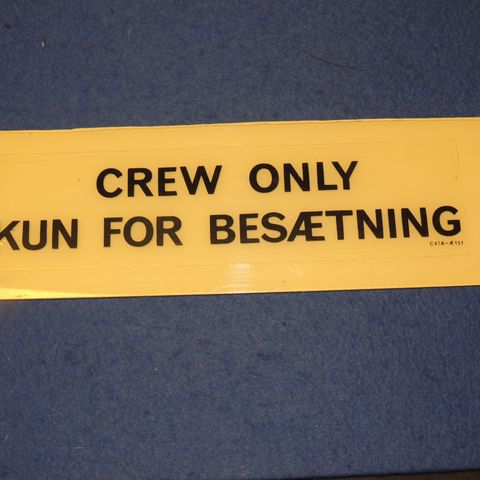 CREW ONLY
KUN FOR BESÆTNING